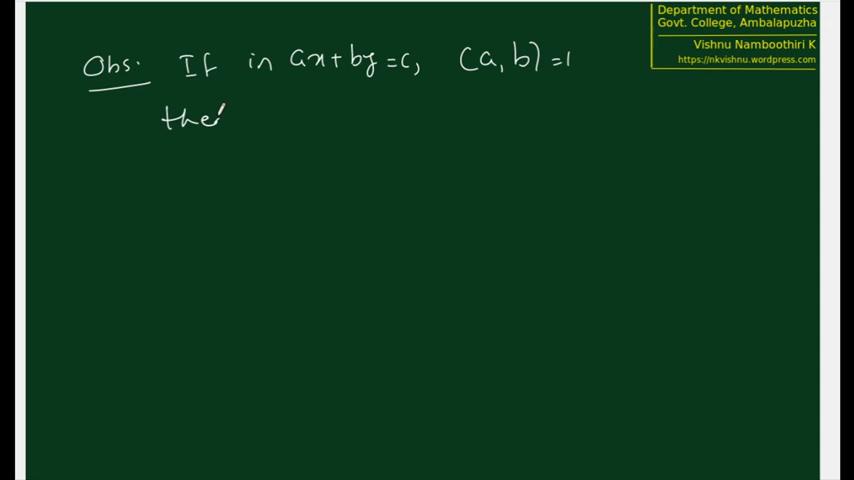 Department of Mathematics
Govt. College, Ambalapuzha
Vishnu Namboothiri K
https://nkvishnu.wordpress.com
Obs. If in ax+by=c, (a,b)=1
the